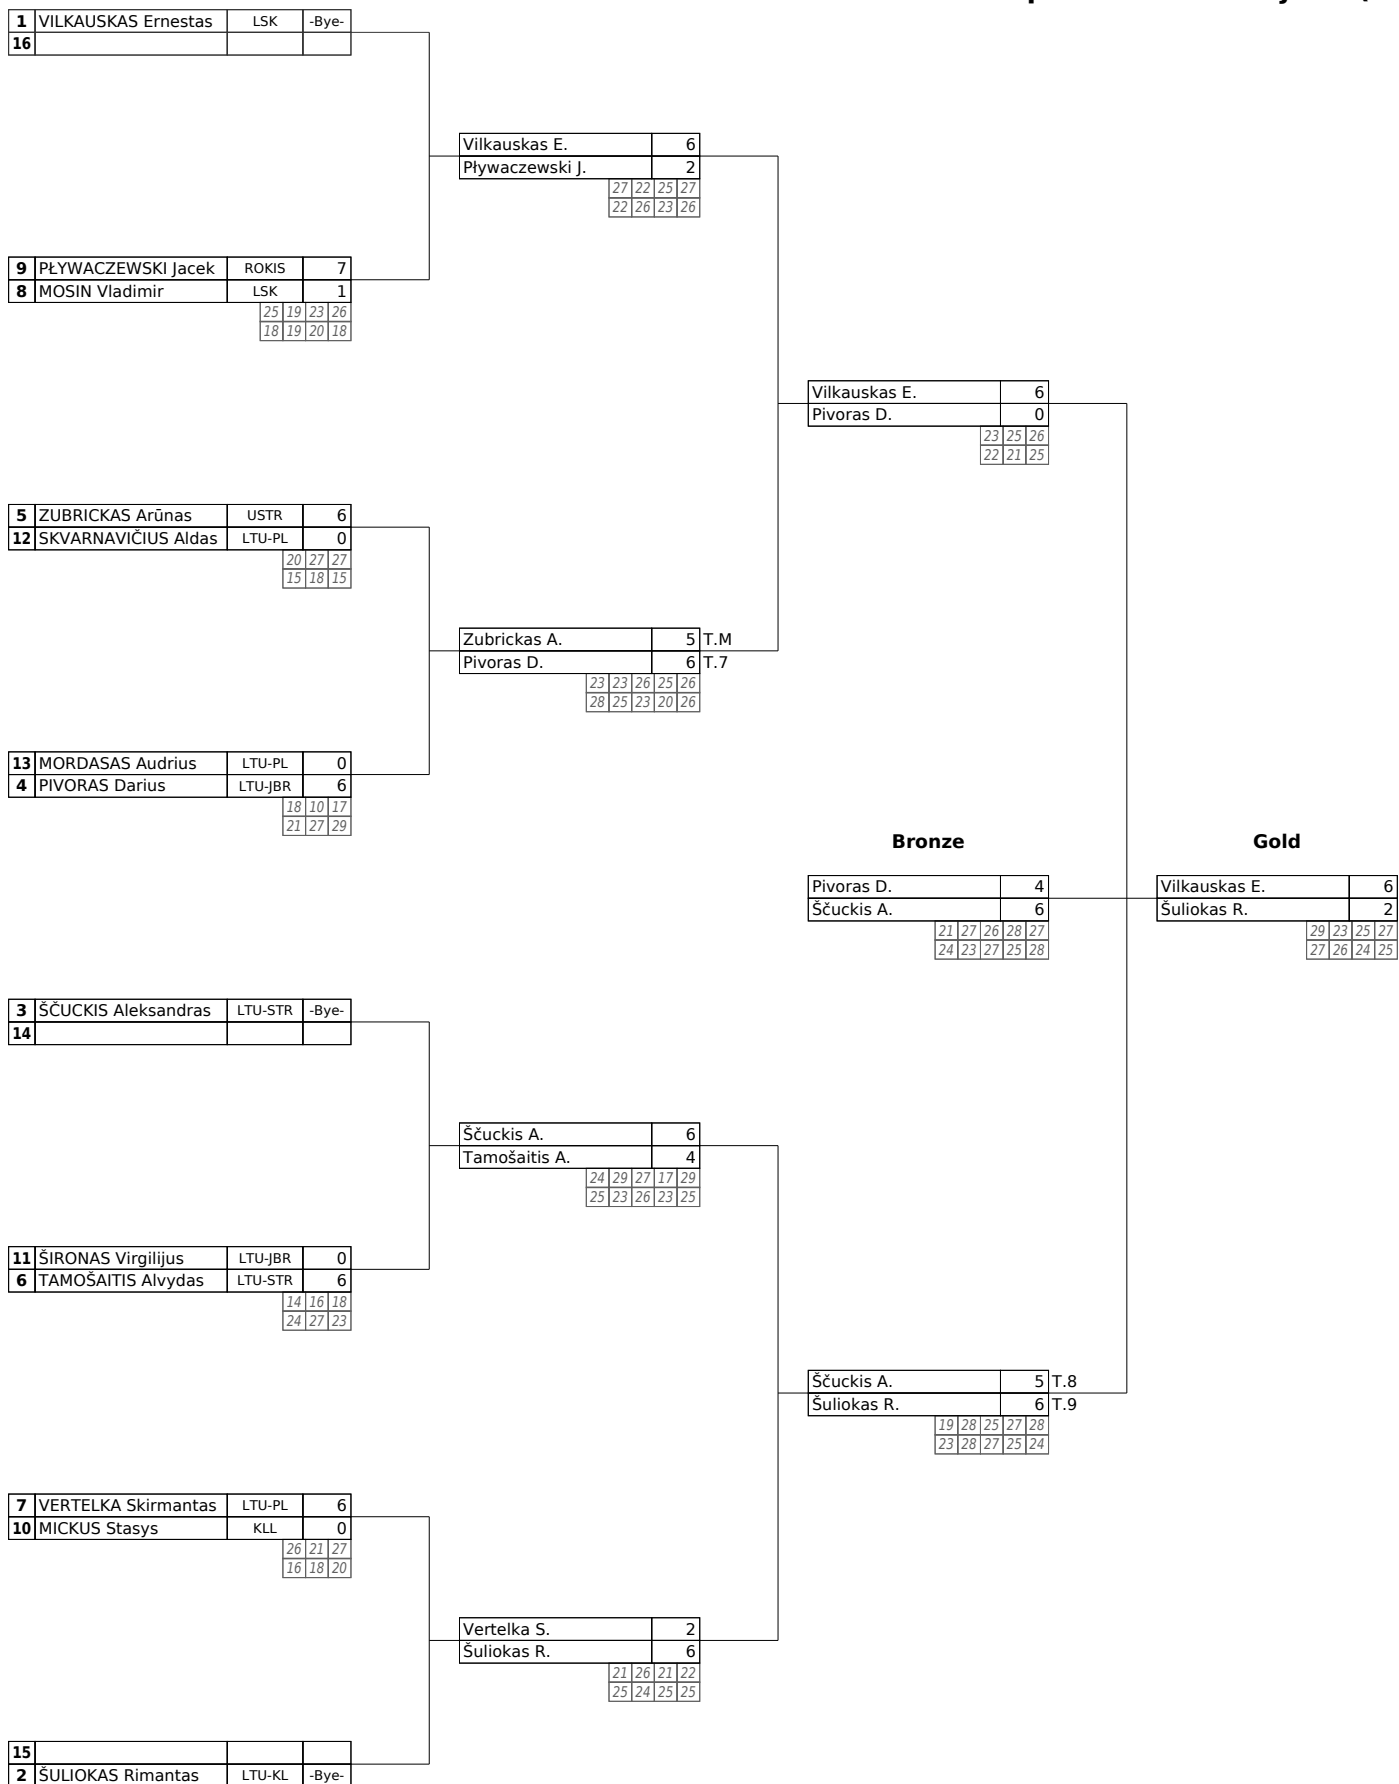 1 VILKAUSKAS Ernestas LSK -Bye-
16
Vilkauskas E. 6
Pływaczewski J. 2
27 22 25 27
22 26 23 26
9 PŁYWACZEWSKI Jacek ROKIS 7
8 MOSIN Vladimir LSK 1
25 19 23 26
18 19 20 18
Vilkauskas E. 6
Pivoras D. 0
23 25 26
22 21 25
5 ZUBRICKAS Arūnas USTR 6
12 SKVARNAVIČIUS Aldas LTU-PL 0
20 27 27
15 18 15
Zubrickas A. 5 T.M
Pivoras D. 6 T.7
23 23 26 25 26
28 25 23 20 26
13 MORDASAS Audrius LTU-PL 0
4 PIVORAS Darius LTU-JBR 6
18 10 17
21 27 29
Bronze Gold
Pivoras D. 4 Vilkauskas E. 6
Ščuckis A. 6 Šuliokas R. 2
21 27 26 28 27 29 23 25 27
24 23 27 25 28 27 26 24 25
3 ŠČUCKIS Aleksandras LTU-STR -Bye-
14
Ščuckis A. 6
Tamošaitis A. 4
24 29 27 17 29
25 23 26 23 25
11 ŠIRONAS Virgilijus LTU-JBR 0
6 TAMOŠAITIS Alvydas LTU-STR 6
14 16 18
24 27 23
Ščuckis A. 5 T.8
Šuliokas R. 6 T.9
19 28 25 27 28
23 28 27 25 24
7 VERTELKA Skirmantas LTU-PL 6
10 MICKUS Stasys KLL 0
26 21 27
16 18 20
Vertelka S. 2
Šuliokas R. 6
21 26 21 22
25 24 25 25
15
2 ŠULIOKAS Rimantas LTU-KL -Bye-